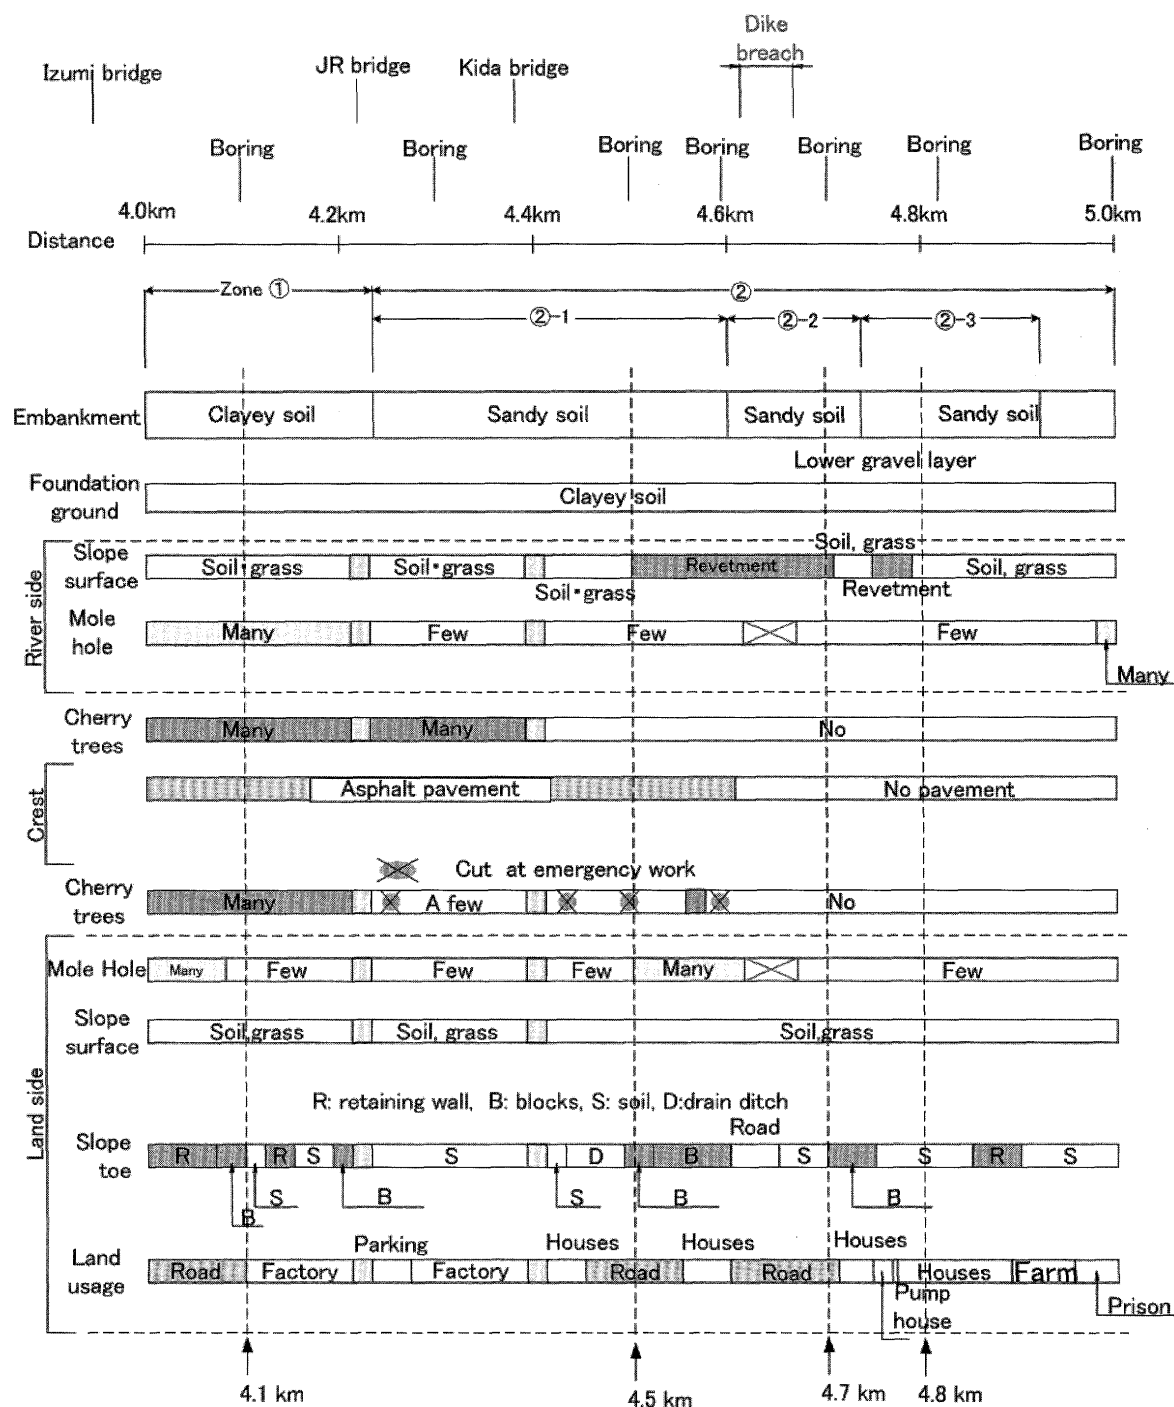 Dike
breach
Izumi bridge
JR bridge
Kida bridge
Boring
Boring
Boring
Boring
Boring
Boring
Boring
4.0km
4.2km
4.4km
4.6km
4.8km
5.0km
Distance
Zone ①
②
②-1
②-2
②-3
Embankment
Clayey soil
Sandy soil
Sandy soil
Sandy soil
Lower gravel layer
Foundation
ground
Clayey soil
River side
Slope
surface
Soil・grass
Soil・grass
Soil・grass
Revetment
Soil, grass
Revetment
Soil, grass
Mole
hole
Many
Few
Few
Few
Many
Cherry
trees
Many
Many
No
Crest
Asphalt pavement
No pavement
Cut at emergency work
Cherry
trees
Many
A few
No
Land side
Mole Hole
Many
Few
Few
Few
Many
Few
Slope
surface
Soil,grass
Soil, grass
Soil,grass
R: retaining wall, B: blocks, S: soil, D:drain ditch
Road
Slope
toe
R
R
S
S
D
B
S
S
R
S
B
S
B
S
B
B
Land
usage
Parking
Houses
Houses
Houses
Road
Factory
Factory
Road
Road
Houses
Farm
Pump
house
Prison
4.1 km
4.5 km
4.7 km
4.8 km